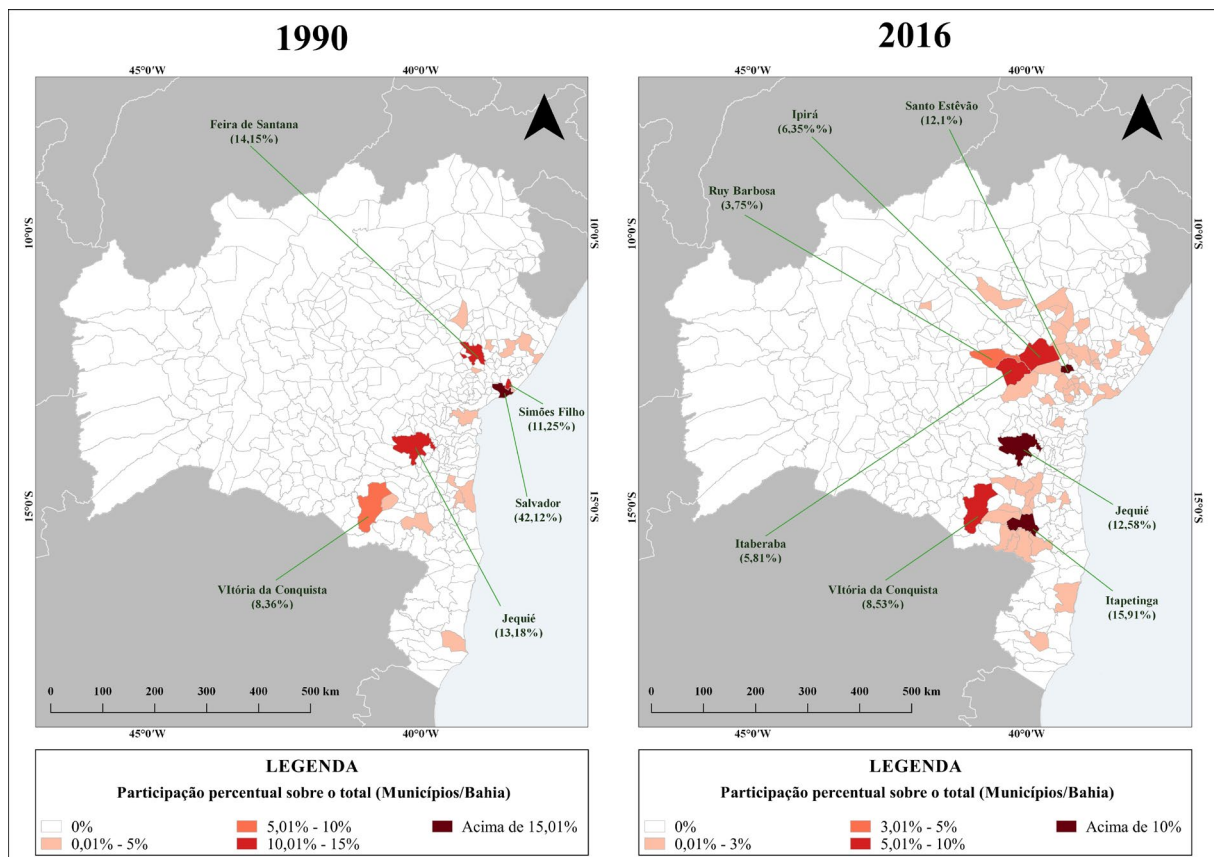 1990
45°0'W
40°0'W
10°0'S
10°0'S
15°0'S
15°0'S
Feira de Santana
(14,15%)
Simões Filho
(11,25%)
Salvador
(42,12%)
VItória da Conquista
(8,36%)
Jequié
(13,18%)
0 100 200 300 400 500 km
45°0'W
40°0'W
LEGENDA
Participação percentual sobre o total (Municípios/Bahia)
0%
5,01% - 10%
Acima de 15,01%
0,01% - 5%
10,01% - 15%
2016
45°0'W
40°0'W
10°0'S
10°0'S
15°0'S
15°0'S
Ipirá
(6,35%%)
Santo Estêvão
(12,1%)
Ruy Barbosa
(3,75%)
Jequié
(12,58%)
Itaberaba
(5,81%)
VItória da Conquista
(8,53%)
Itapetinga
(15,91%)
0 100 200 300 400 500 km
45°0'W
40°0'W
LEGENDA
Participação percentual sobre o total (Municípios/Bahia)
0%
3,01% - 5%
Acima de 10%
0,01% - 3%
5,01% - 10%